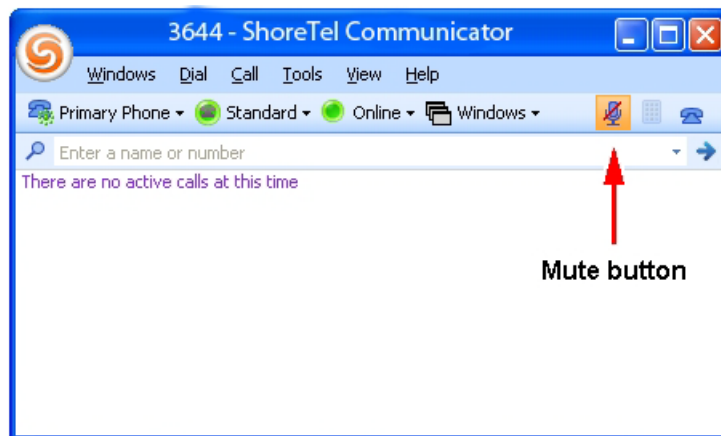 3644 - ShoreTel Communicator
Windows Dial Call Tools View Help
Primary Phone Standard Online Windows
Enter a name or number
There are no active calls at this time
Mute button